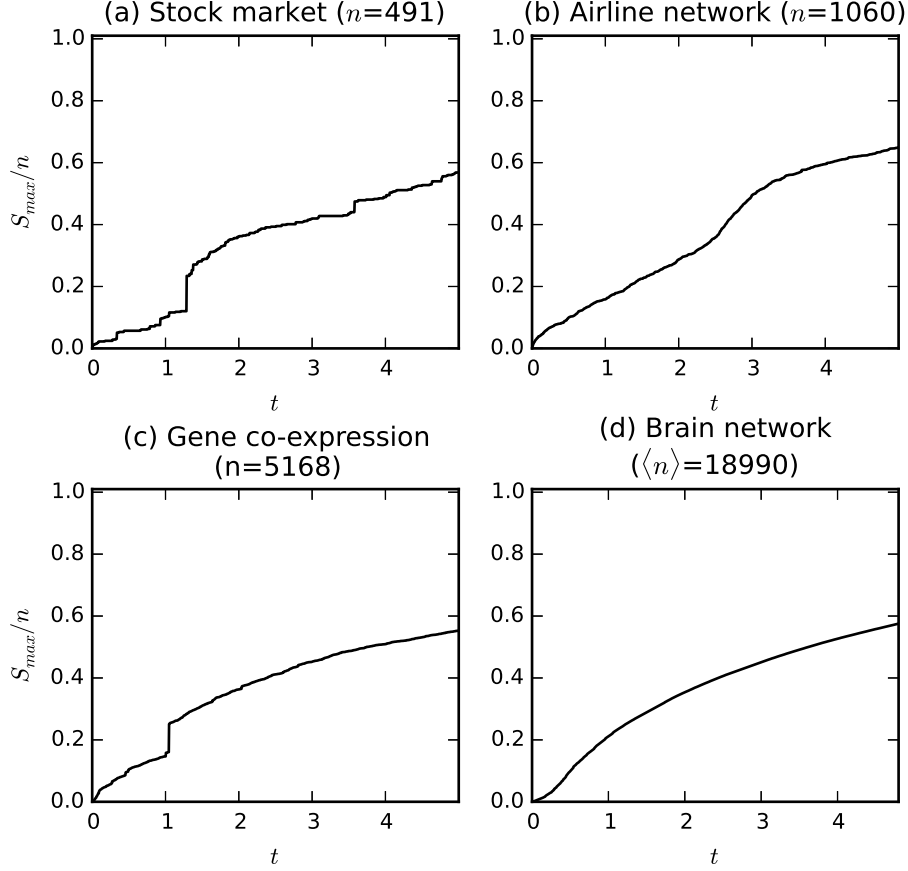 (a) Stock market (n=491)
1.0
0.8
0.6
0.4
0.2
0.0
S_max/n
0 1 2 3 4
t
(b) Airline network (n=1060)
1.0
0.8
0.6
0.4
0.2
0.0
0 1 2 3 4
t
(c) Gene co-expression
(n=5168)
1.0
0.8
0.6
0.4
0.2
0.0
S_max/n
0 1 2 3 4
t
(d) Brain network
(⟨n⟩=18990)
1.0
0.8
0.6
0.4
0.2
0.0
0 1 2 3 4
t